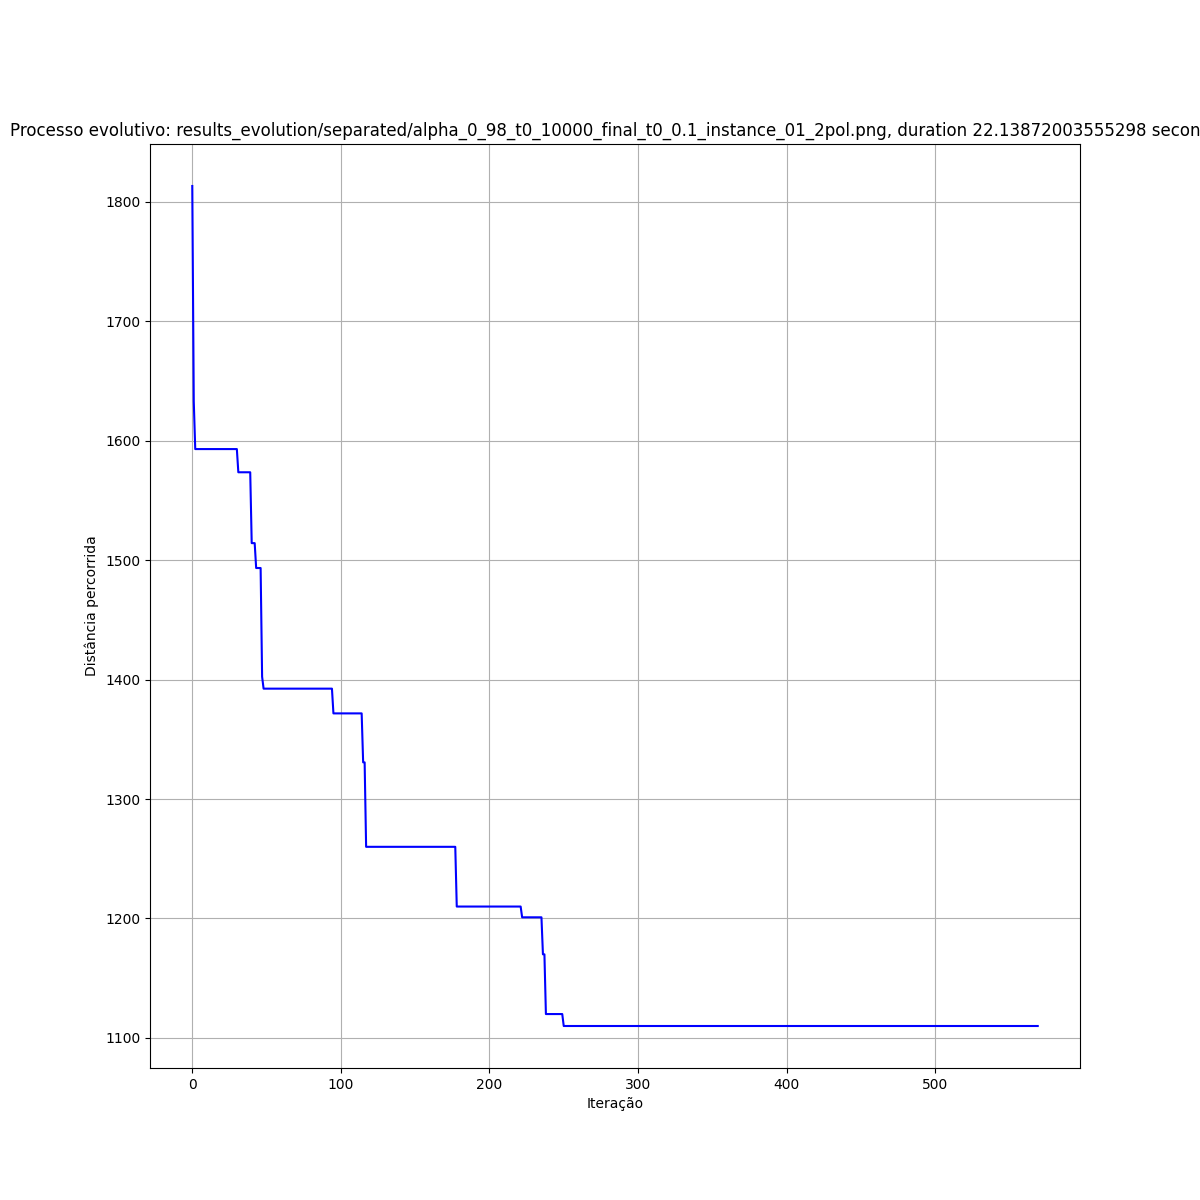 Processo evolutivo: results_evolution/separated/alpha_0_98_t0_10000_final_t0_0.1_instance_01_2pol.png, duration 22.13872003555298 secon
1800
1700
1600
1500
1400
1300
1200
1100
Distância percorrida
0 100 200 300 400 500
Iteração